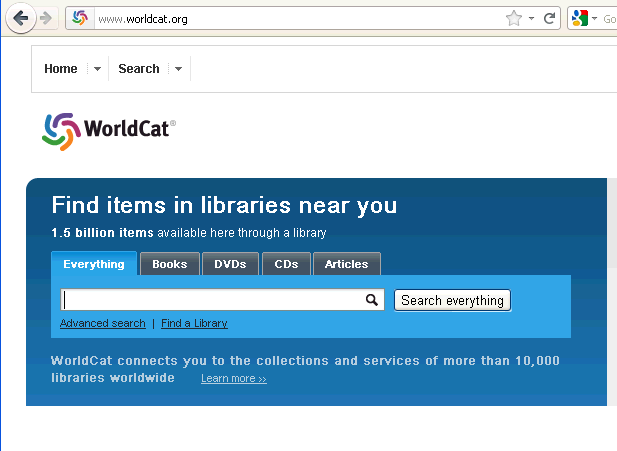 www.worldcat.org
Go
Home Search
WorldCat®
Find items in libraries near you
1.5 billion items available here through a library
Everything Books DVDs CDs Articles
Search everything
Advanced search | Find a Library
WorldCat connects you to the collections and services of more than 10,000
libraries worldwide Learn more >>